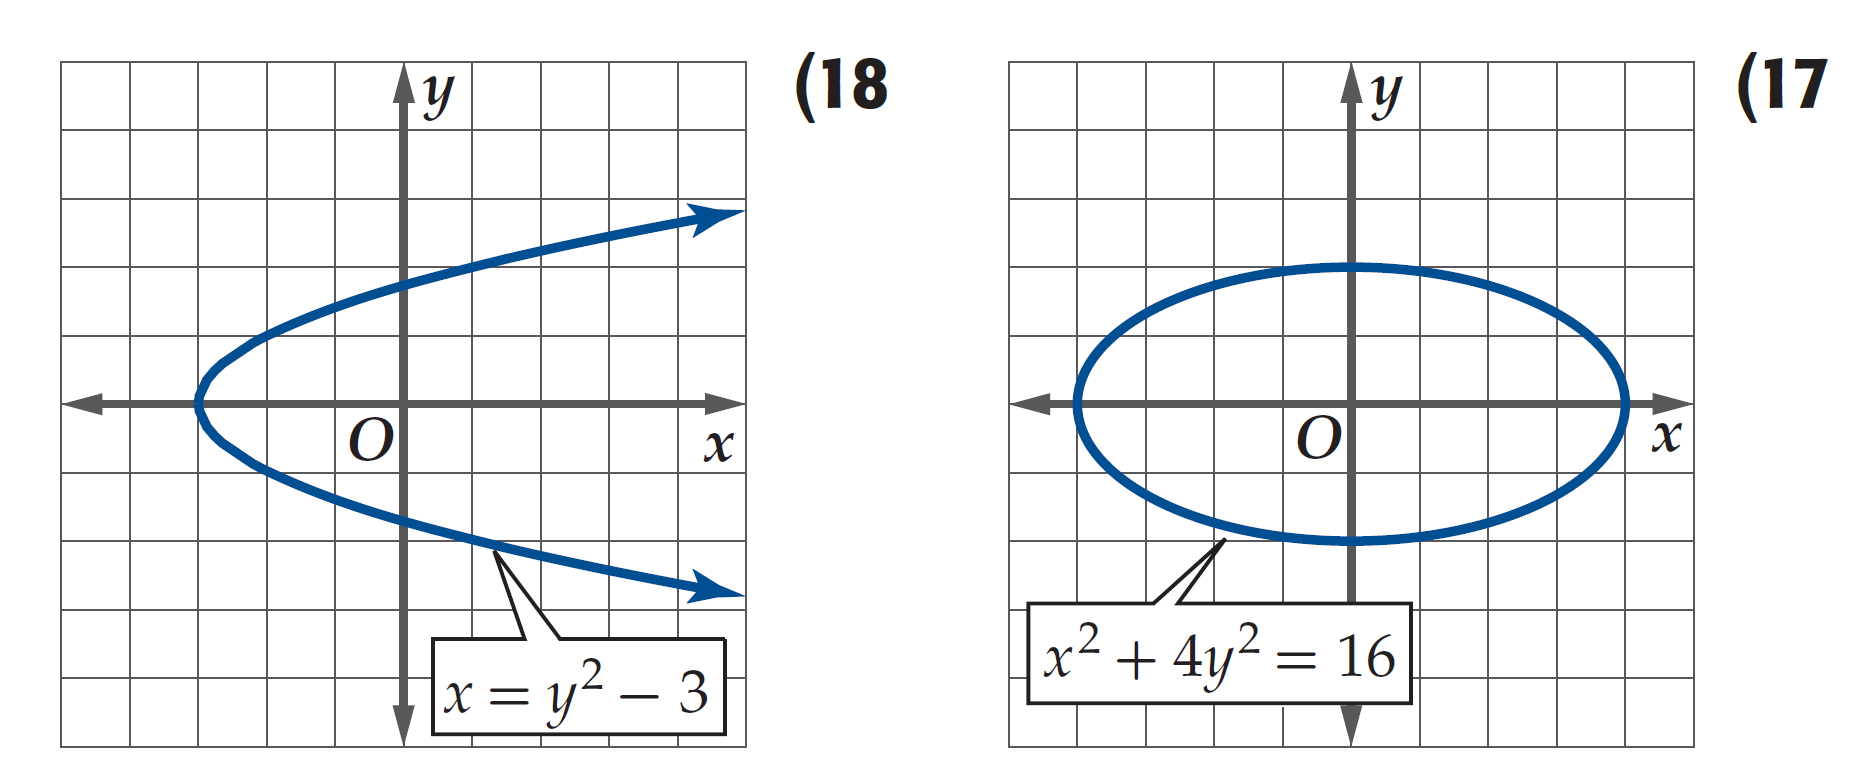 (17
y
x
O
x² + 4y² = 16
(18
y
x
O
x = y² − 3